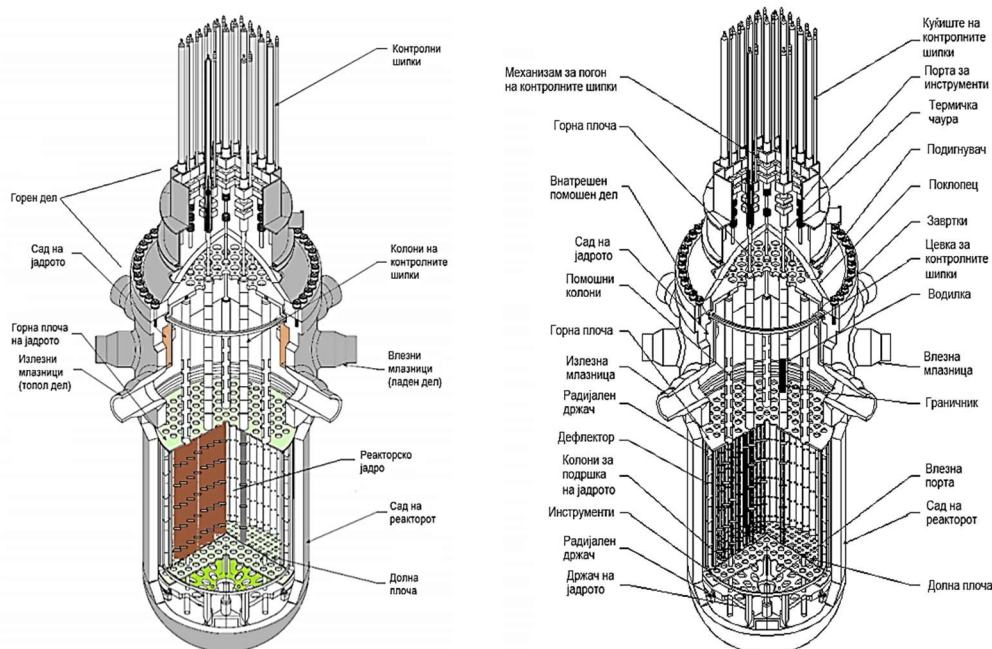 Контролни
шипки
Горен дел
Сад на
јадрото
Колони на
контролните
шипки
Горна плоча
на јадрото
Излезни
млазници
(топол дел)
Влезни
млазници
(ладен дел)
Реакторско
јадро
Сад на
реакторот
Долна
плоча
Механизам за погон
на контролните шипки
Горна плоча
Внатрешен
помошен дел
Сад на
јадрото
Помошни
колони
Горна плоча
Излезна
млазница
Радијален
држач
Дефлектор
Колони за
подршка
на јадрото
Инструменти
Радијален
држач
Држач на
јадрото
Куќиште на
контролните
шипки
Порта за
инструменти
Термичка
чаура
Подигнувач
Поклопец
Завртки
Цевка за
контролните
шипки
Водилка
Влезна
млазница
Граничник
Влезна
порта
Сад на
реакторот
Долна плоча